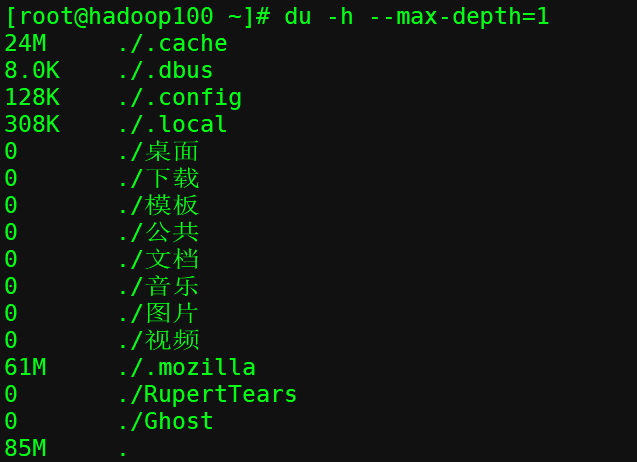 [root@hadoop100 ~]# du -h --max-depth=1
24M     ./.cache
8.0K    ./.dbus
128K    ./.config
308K    ./.local
0       ./桌面
0       ./下载
0       ./模板
0       ./公共
0       ./文档
0       ./音乐
0       ./图片
0       ./视频
61M     ./.mozilla
0       ./RupertTears
0       ./Ghost
85M     .